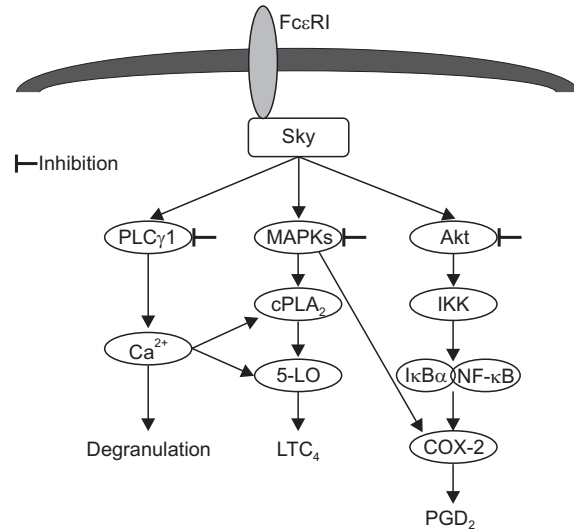 FcεRI
Sky
Inhibition
PLCγ1 MAPKs Akt
cPLA₂ IKK
Ca²⁺ 5-LO IκBα NF-κB
Degranulation LTC₄ COX-2
PGD₂